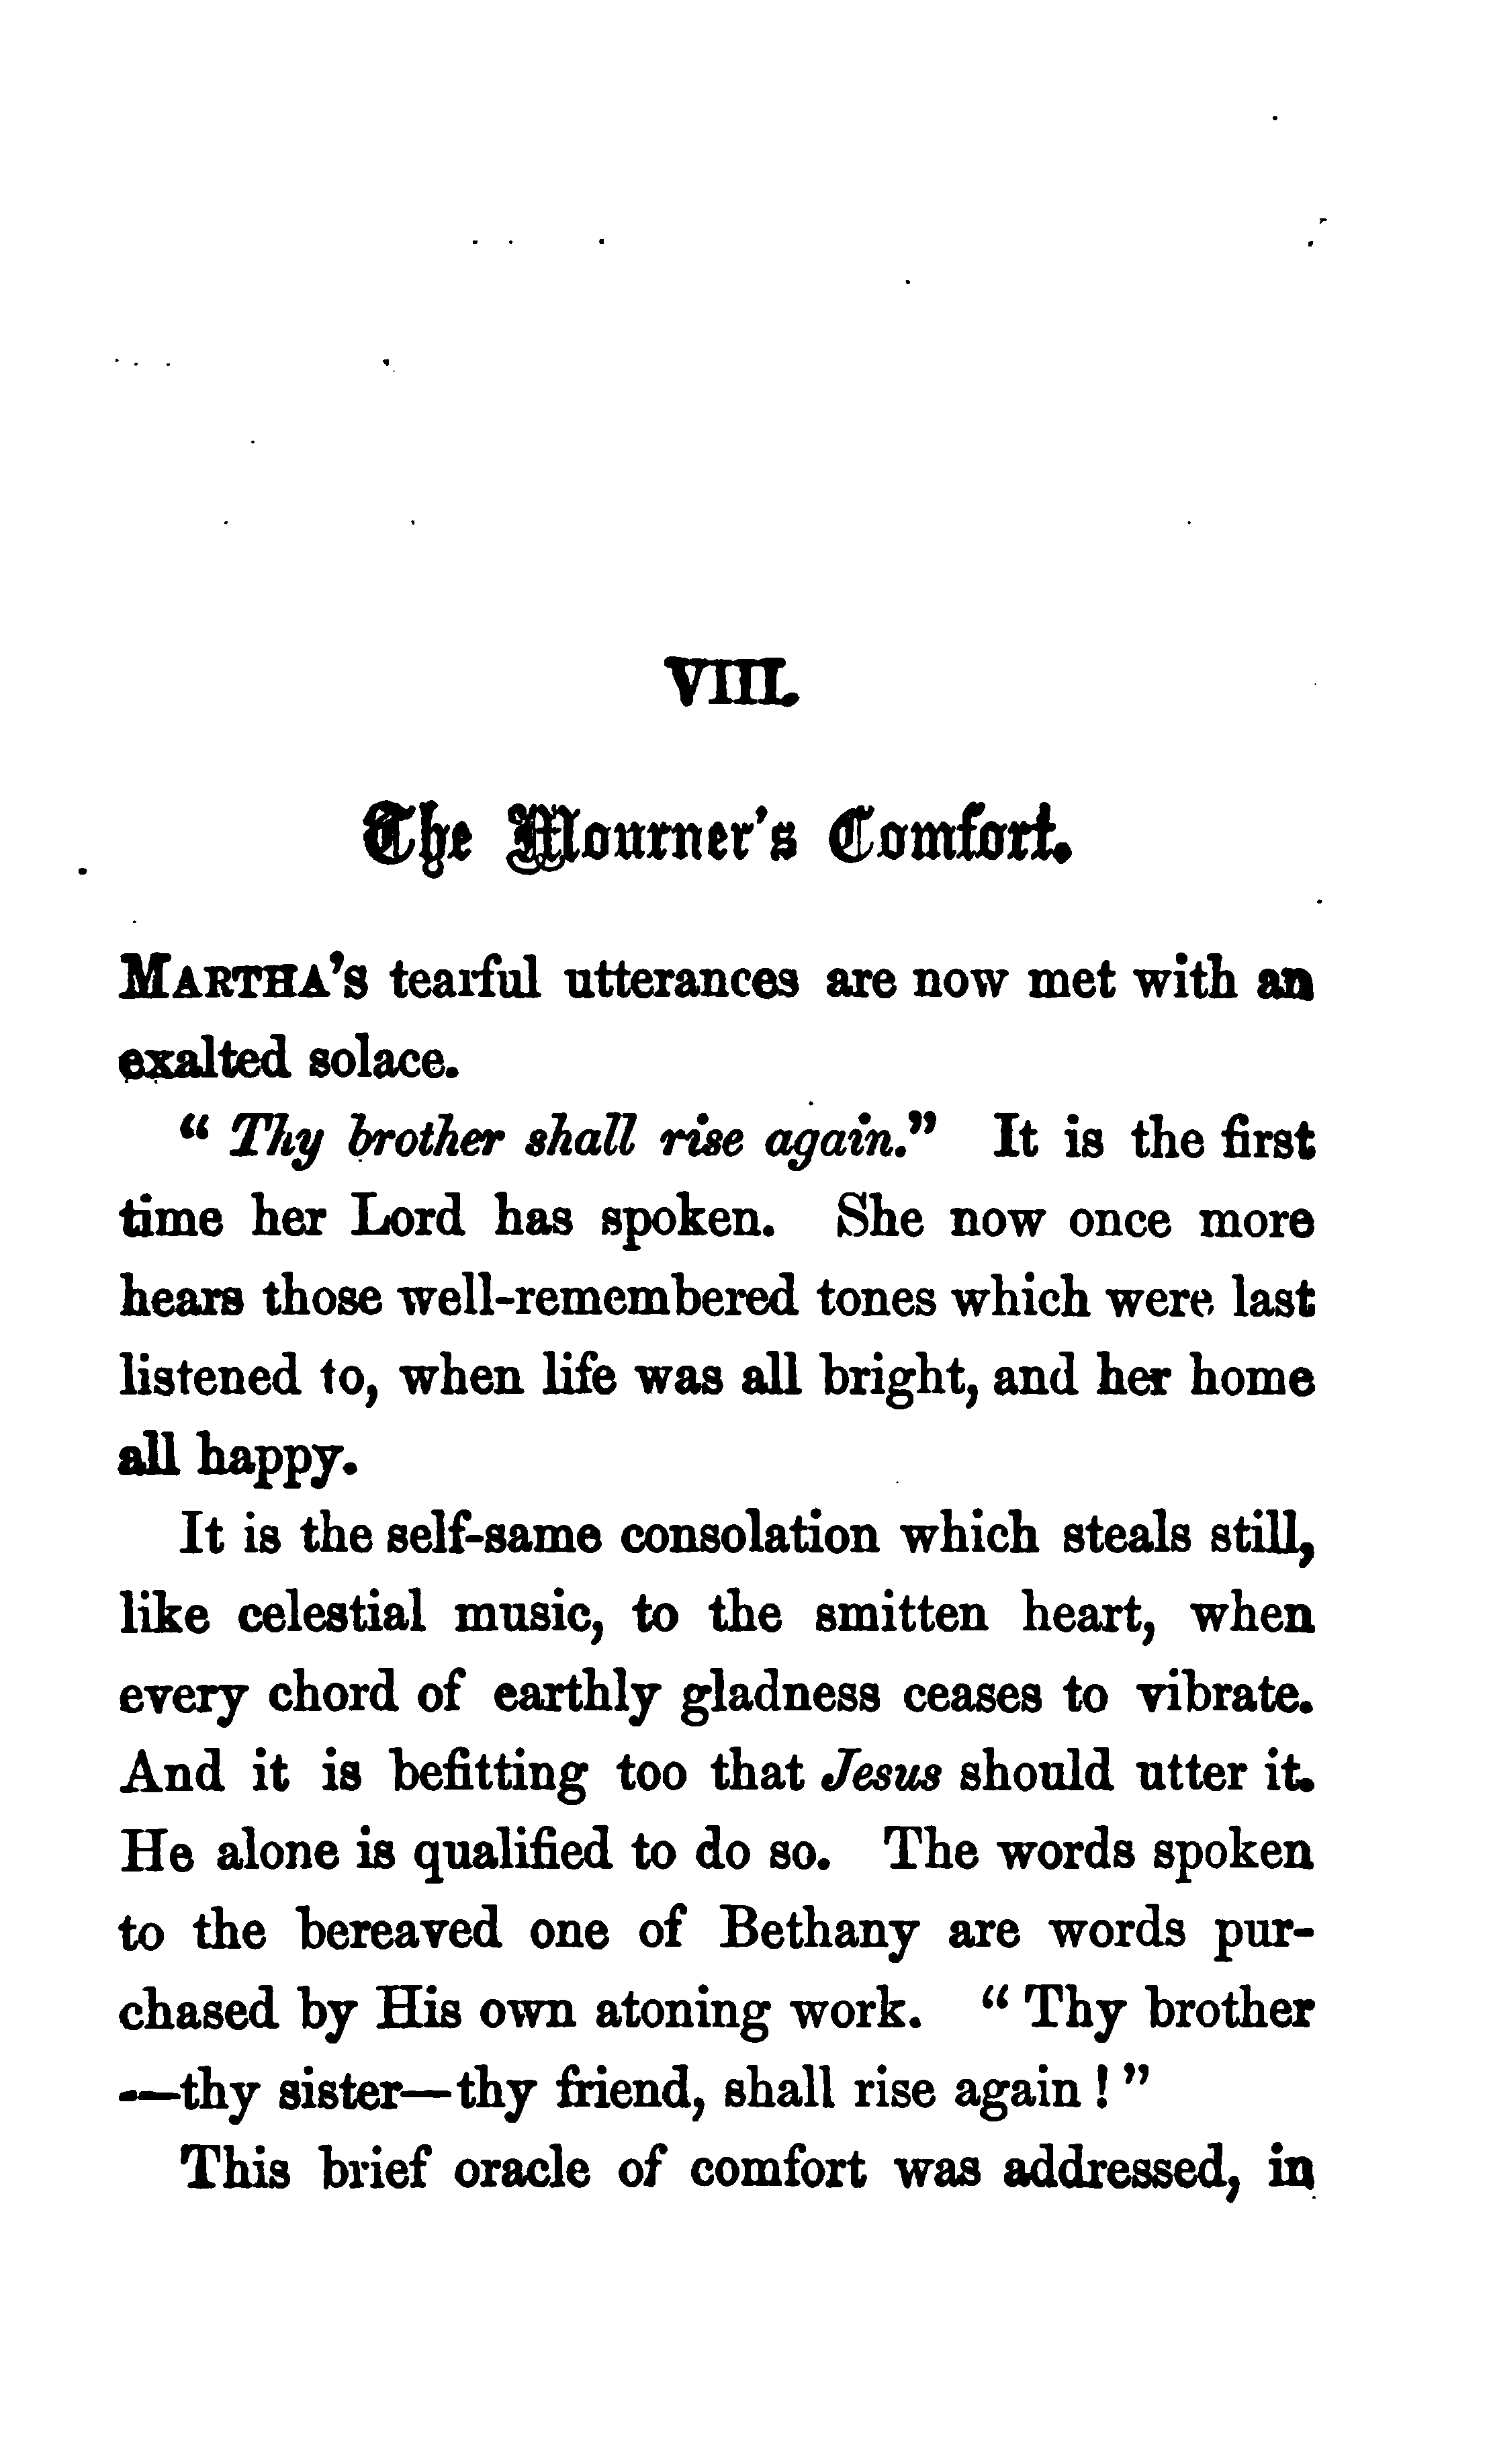 VIII.
The Mourner's Comfort.
MARTHA'S tearful utterances are now met with an
exalted solace.
“ Thy brother shall rise again.” It is the first
time her Lord has spoken. She now once more
hears those well-remembered tones which were last
listened to, when life was all bright, and her home
all happy.
It is the self-same consolation which steals still,
like celestial music, to the smitten heart, when
every chord of earthly gladness ceases to vibrate.
And it is befitting too that Jesus should utter it.
He alone is qualified to do so. The words spoken
to the bereaved one of Bethany are words pur-
chased by His own atoning work. “ Thy brother
—thy sister—thy friend, shall rise again ! ”
This brief oracle of comfort was addressed, in